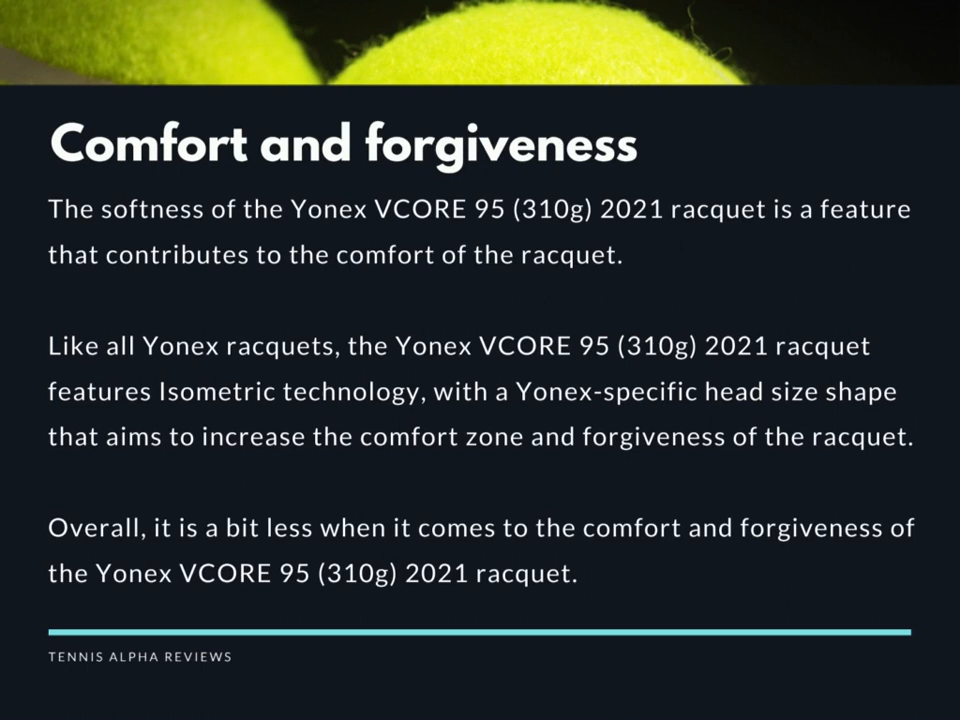 Comfort and forgiveness
The softness of the Yonex VCORE 95 (310g) 2021 racquet is a feature
that contributes to the comfort of the racquet.
Like all Yonex racquets, the Yonex VCORE 95 (310g) 2021 racquet
features Isometric technology, with a Yonex-specific head size shape
that aims to increase the comfort zone and forgiveness of the racquet.
Overall, it is a bit less when it comes to the comfort and forgiveness of
the Yonex VCORE 95 (310g) 2021 racquet.
TENNIS ALPHA REVIEWS